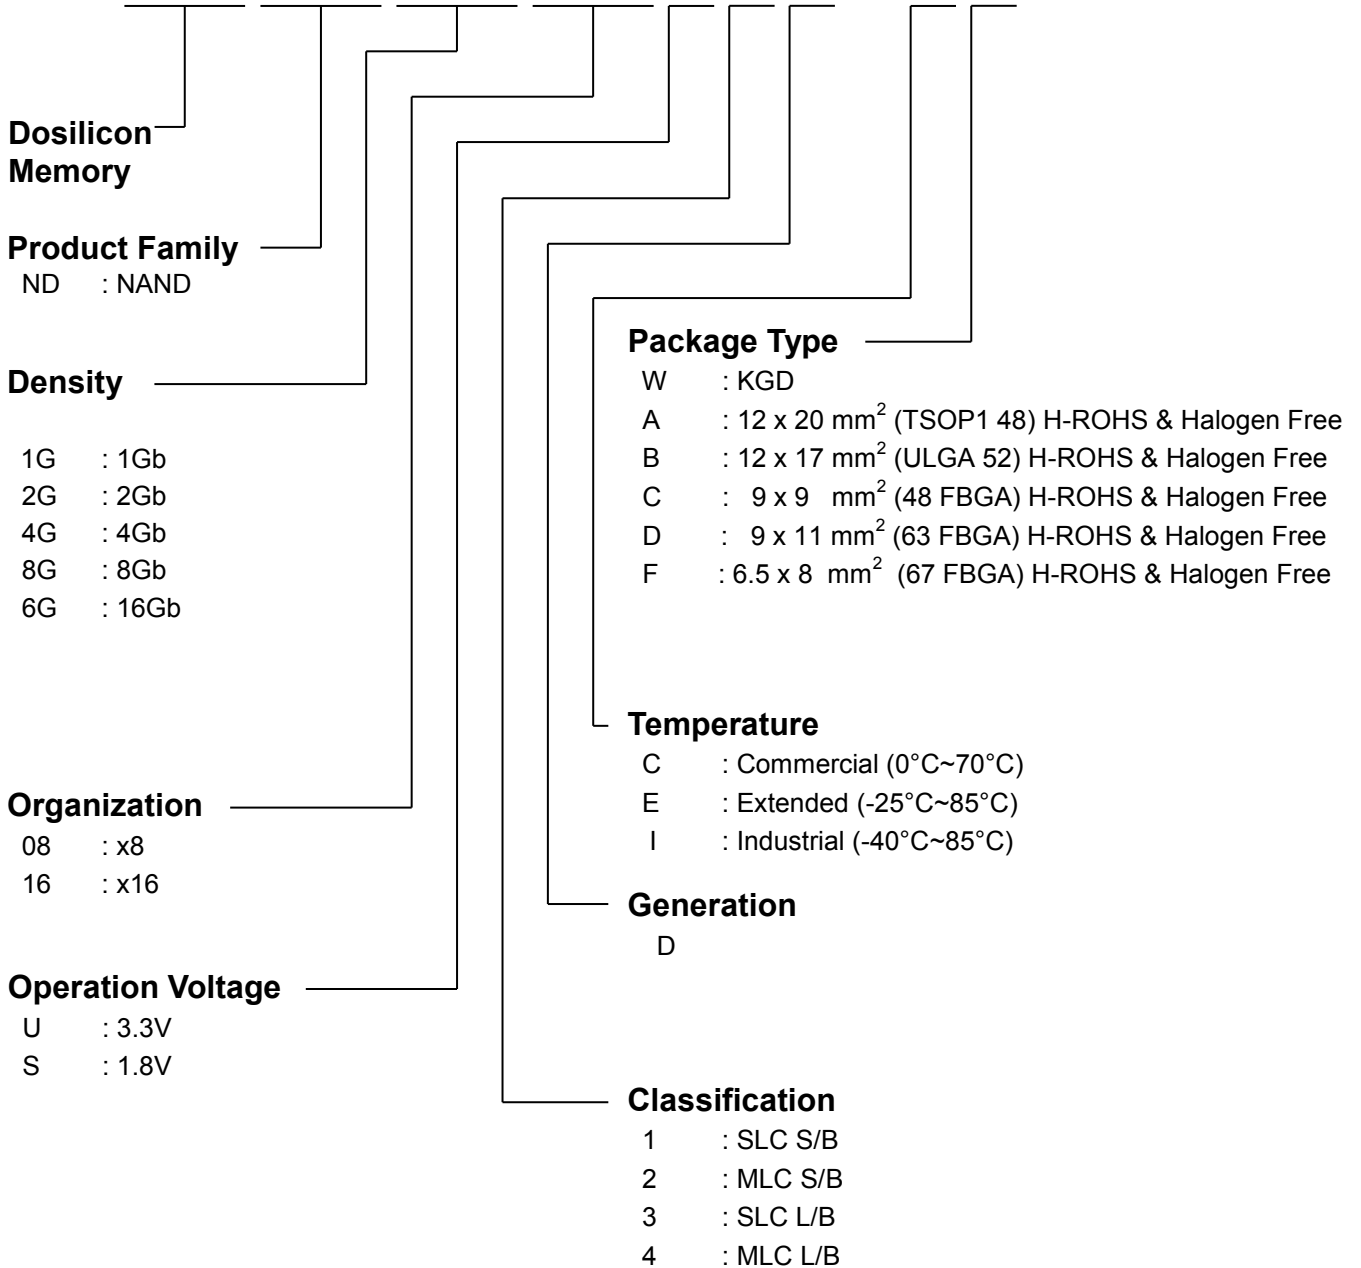 Dosilicon
Memory
Product Family
ND : NAND
Density
1G : 1Gb
2G : 2Gb
4G : 4Gb
8G : 8Gb
6G : 16Gb
Organization
08 : x8
16 : x16
Operation Voltage
U : 3.3V
S : 1.8V
Package Type
W : KGD
A : 12 x 20 mm² (TSOP1 48) H-ROHS & Halogen Free
B : 12 x 17 mm² (ULGA 52) H-ROHS & Halogen Free
C : 9 x 9 mm² (48 FBGA) H-ROHS & Halogen Free
D : 9 x 11 mm² (63 FBGA) H-ROHS & Halogen Free
F : 6.5 x 8 mm² (67 FBGA) H-ROHS & Halogen Free
Temperature
C : Commercial (0°C~70°C)
E : Extended (-25°C~85°C)
I : Industrial (-40°C~85°C)
Generation
D
Classification
1 : SLC S/B
2 : MLC S/B
3 : SLC L/B
4 : MLC L/B